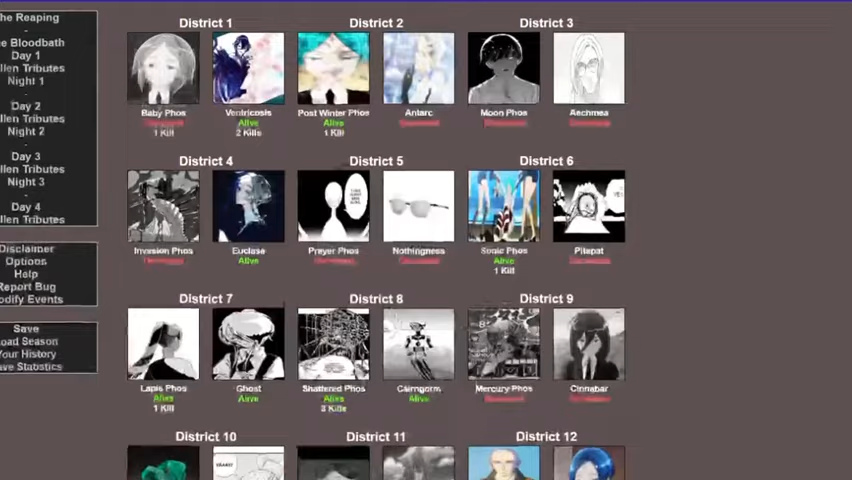 he Reaping
-
e Bloodbath
Day 1
llen Tributes
Night 1
-
Day 2
llen Tributes
Night 2
-
Day 3
llen Tributes
Night 3
-
Day 4
llen Tributes
Disclaimer
Options
Help
Report Bug
odify Events
Save
oad Season
our History
ave Statistics
District 1 District 2 District 3
Baby Phos Ventricosis Post Winter Phos Antarc Moon Phos Aechmea
Alive Alive
1 Kill 2 Kills 1 Kill
District 4 District 5 District 6
Invasion Phos Euclase Prayer Phos Nothingness Sonic Phos Pitapat
Alive Alive
1 Kill
District 7 District 8 District 9
Lapis Phos Ghost Shattered Phos Cairngorm Mercury Phos Cinnabar
Alive Alive Alive Alive
1 Kill 2 Kills
District 10 District 11 District 12